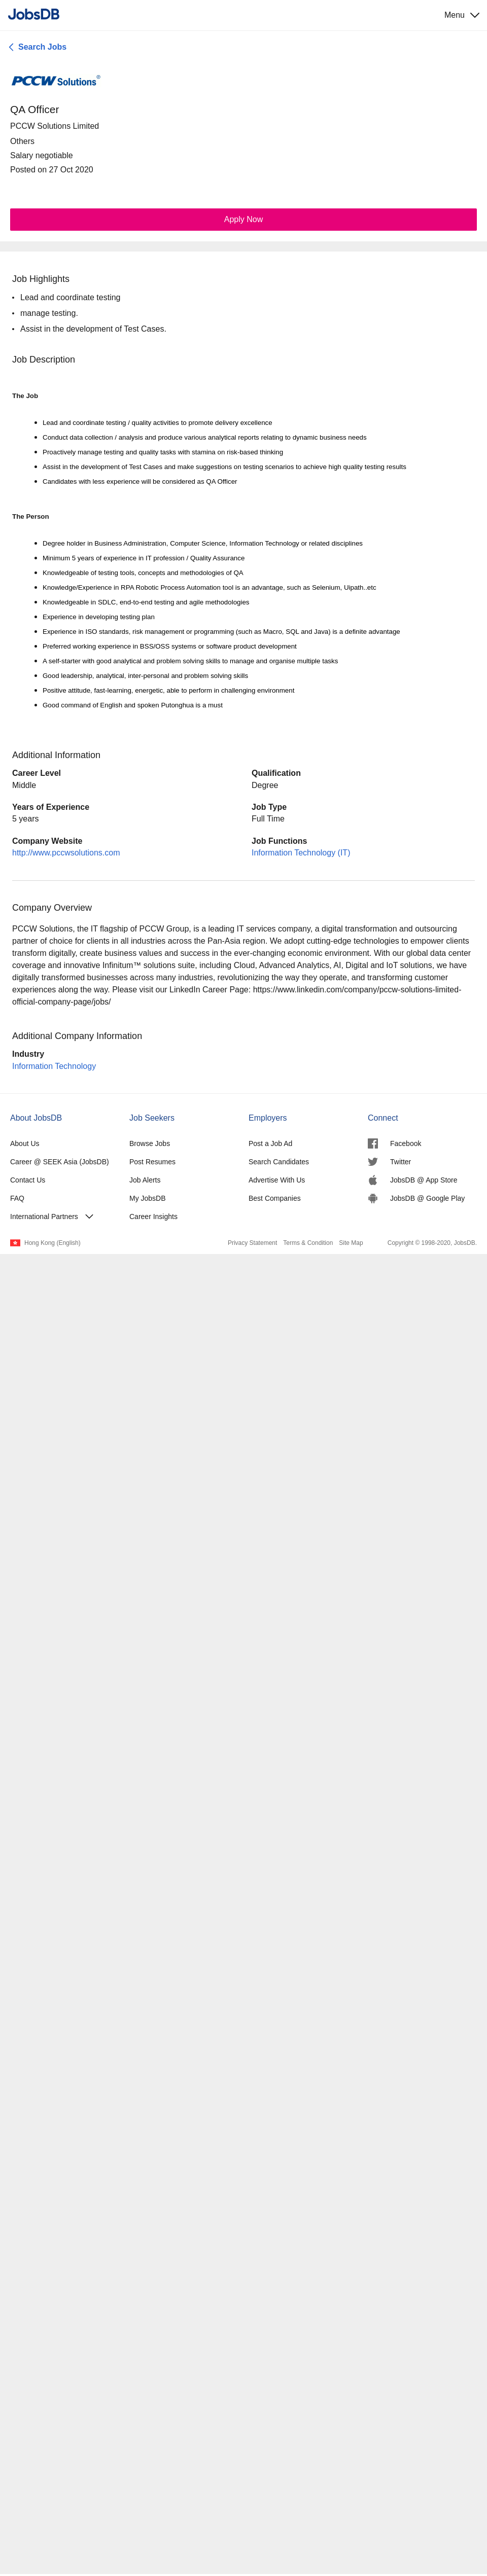 JobsDB
Menu
Search Jobs
PCCW Solutions®
QA Officer
PCCW Solutions Limited
Others
Salary negotiable
Posted on 27 Oct 2020
Apply Now
Job Highlights
• Lead and coordinate testing
• manage testing.
• Assist in the development of Test Cases.
Job Description
The Job
• Lead and coordinate testing / quality activities to promote delivery excellence
• Conduct data collection / analysis and produce various analytical reports relating to dynamic business needs
• Proactively manage testing and quality tasks with stamina on risk-based thinking
• Assist in the development of Test Cases and make suggestions on testing scenarios to achieve high quality testing results
• Candidates with less experience will be considered as QA Officer
The Person
• Degree holder in Business Administration, Computer Science, Information Technology or related disciplines
• Minimum 5 years of experience in IT profession / Quality Assurance
• Knowledgeable of testing tools, concepts and methodologies of QA
• Knowledge/Experience in RPA Robotic Process Automation tool is an advantage, such as Selenium, Uipath..etc
• Knowledgeable in SDLC, end-to-end testing and agile methodologies
• Experience in developing testing plan
• Experience in ISO standards, risk management or programming (such as Macro, SQL and Java) is a definite advantage
• Preferred working experience in BSS/OSS systems or software product development
• A self-starter with good analytical and problem solving skills to manage and organise multiple tasks
• Good leadership, analytical, inter-personal and problem solving skills
• Positive attitude, fast-learning, energetic, able to perform in challenging environment
• Good command of English and spoken Putonghua is a must
Additional Information
Career Level
Middle
Qualification
Degree
Years of Experience
5 years
Job Type
Full Time
Company Website
http://www.pccwsolutions.com
Job Functions
Information Technology (IT)
Company Overview
PCCW Solutions, the IT flagship of PCCW Group, is a leading IT services company, a digital transformation and outsourcing
partner of choice for clients in all industries across the Pan-Asia region. We adopt cutting-edge technologies to empower clients
transform digitally, create business values and success in the ever-changing economic environment. With our global data center
coverage and innovative Infinitum™ solutions suite, including Cloud, Advanced Analytics, AI, Digital and IoT solutions, we have
digitally transformed businesses across many industries, revolutionizing the way they operate, and transforming customer
experiences along the way. Please visit our LinkedIn Career Page: https://www.linkedin.com/company/pccw-solutions-limited-
official-company-page/jobs/
Additional Company Information
Industry
Information Technology
About JobsDB
About Us
Career @ SEEK Asia (JobsDB)
Contact Us
FAQ
International Partners
Job Seekers
Browse Jobs
Post Resumes
Job Alerts
My JobsDB
Career Insights
Employers
Post a Job Ad
Search Candidates
Advertise With Us
Best Companies
Connect
Facebook
Twitter
JobsDB @ App Store
JobsDB @ Google Play
Hong Kong (English)
Privacy Statement Terms & Condition Site Map
Copyright © 1998-2020, JobsDB.